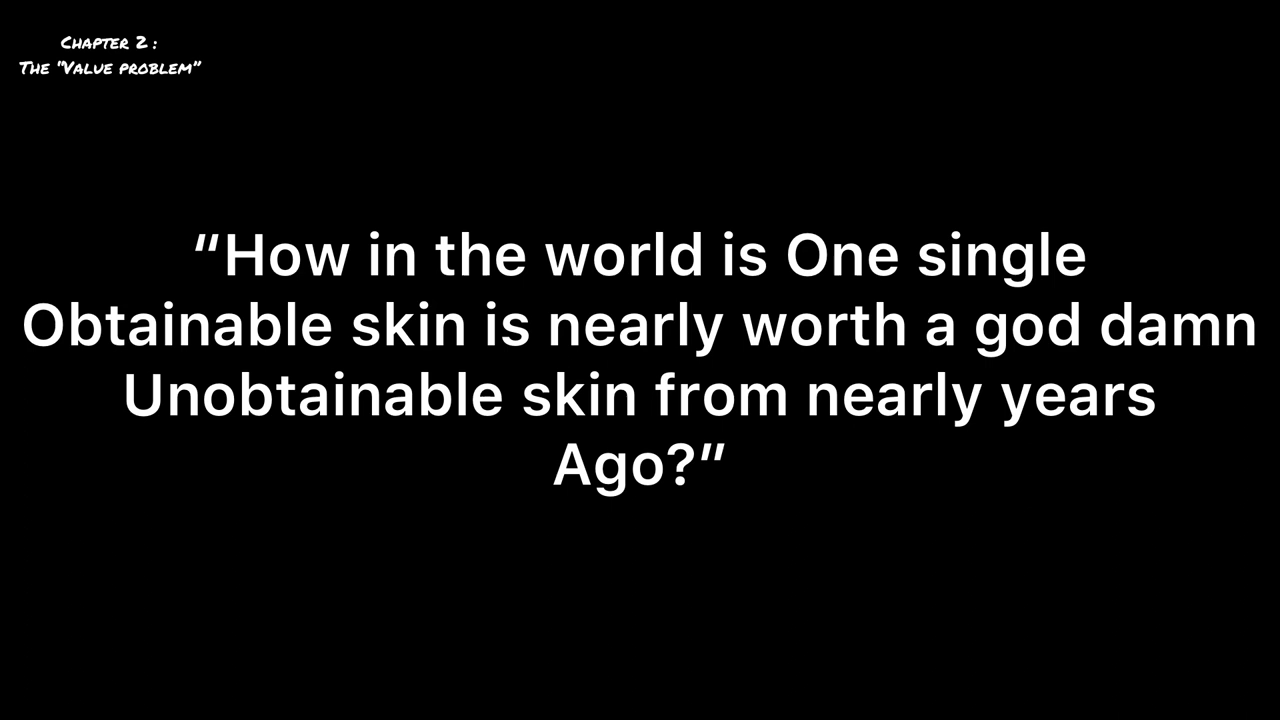 Chapter 2 :
The "Value problem"
“How in the world is One single
Obtainable skin is nearly worth a god damn
Unobtainable skin from nearly years
Ago?”